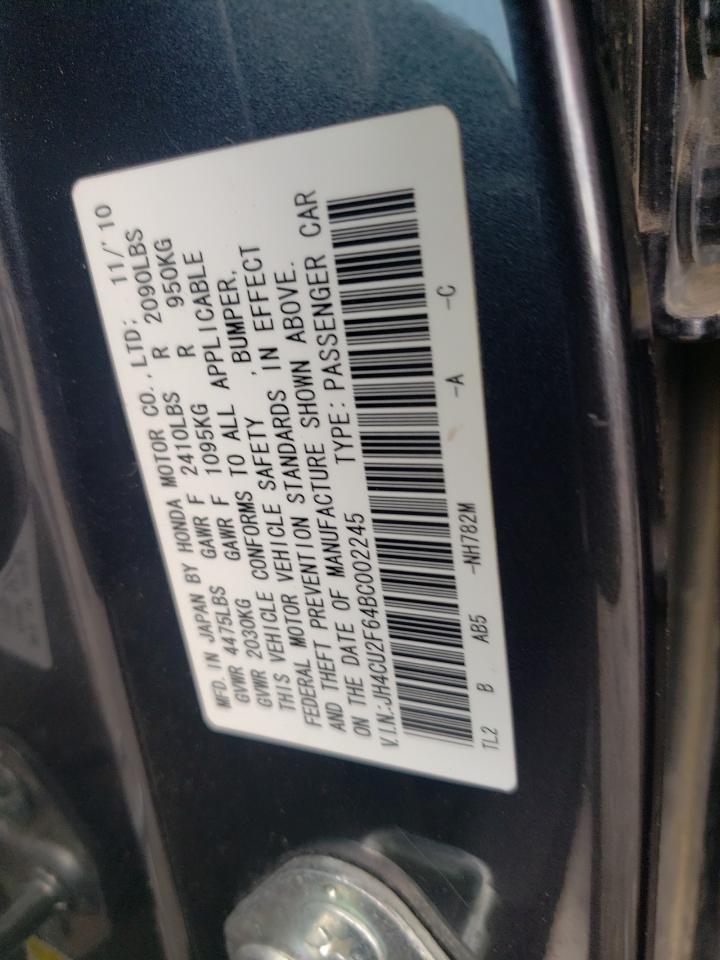 MFD. IN JAPAN BY HONDA MOTOR CO., LTD: 11/'10
GVWR 4475LBS GAWR F 2410LBS R 2090LBS
GVWR 2030KG GAWR F 1095KG R 950KG
THIS VEHICLE CONFORMS TO ALL APPLICABLE
FEDERAL MOTOR VEHICLE SAFETY , BUMPER,
AND THEFT PREVENTION STANDARDS IN EFFECT
ON THE DATE OF MANUFACTURE SHOWN ABOVE.
V.I.N.:JH4CU2F64BC002245 TYPE: PASSENGER CAR
TL2 B AB5 -NH782M -A -C